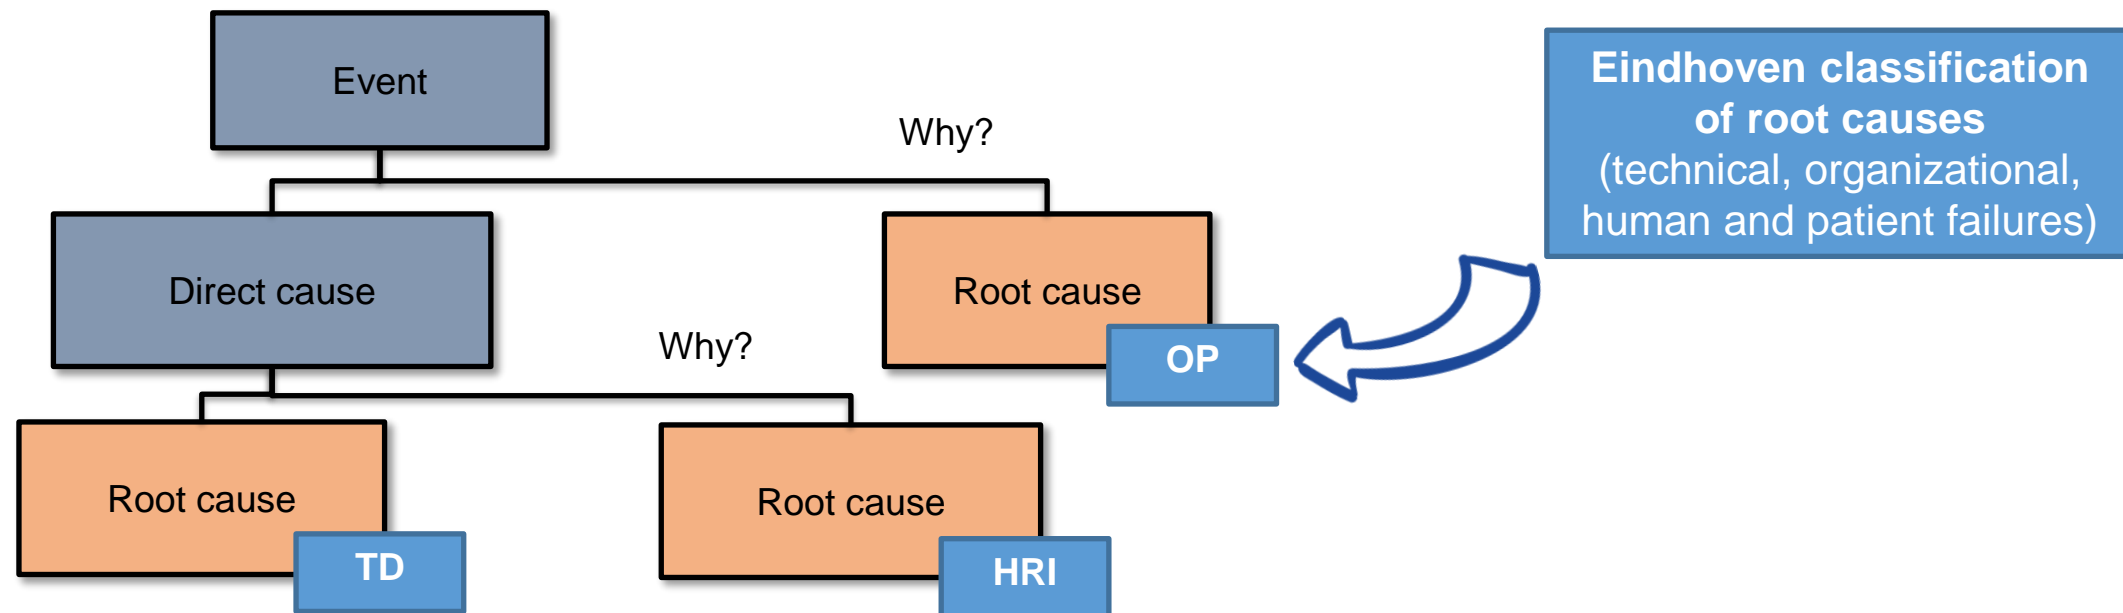 Event
Why?
Eindhoven classification
of root causes
(technical, organizational,
human and patient failures)
Direct cause
Root cause
OP
Why?
Root cause
TD
Root cause
HRI